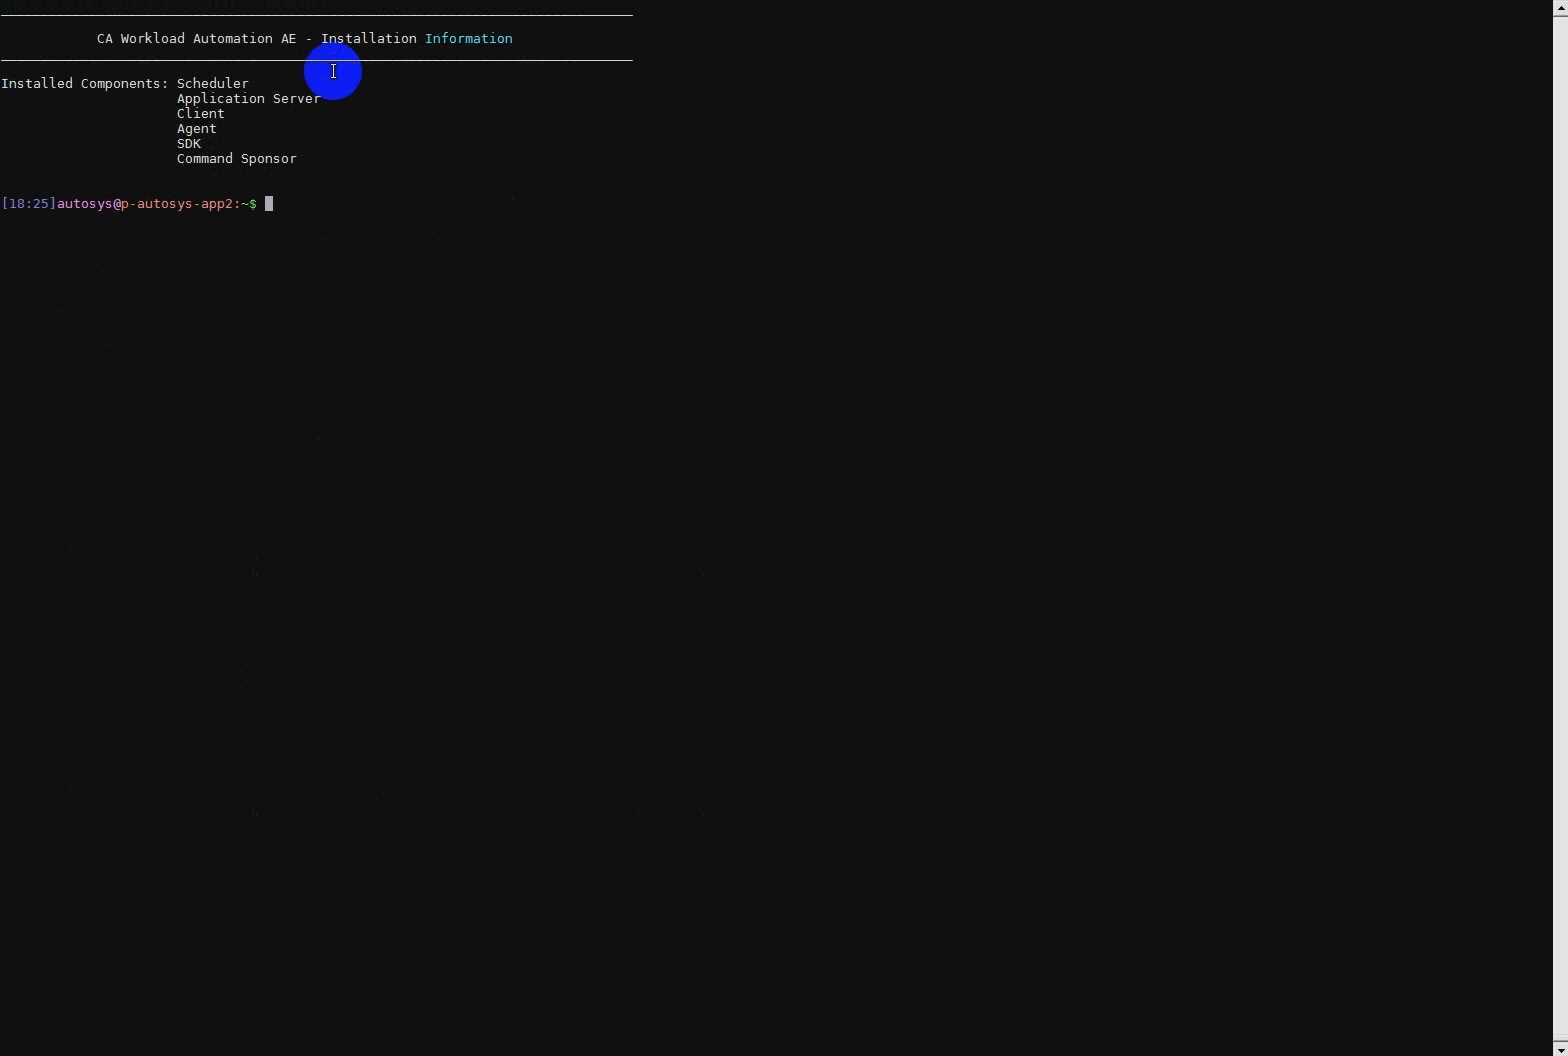 CA Workload Automation AE - Installation Information
Installed Components: Scheduler
Application Server
Client
Agent
SDK
Command Sponsor
[18:25]autosys@p-autosys-app2:~$